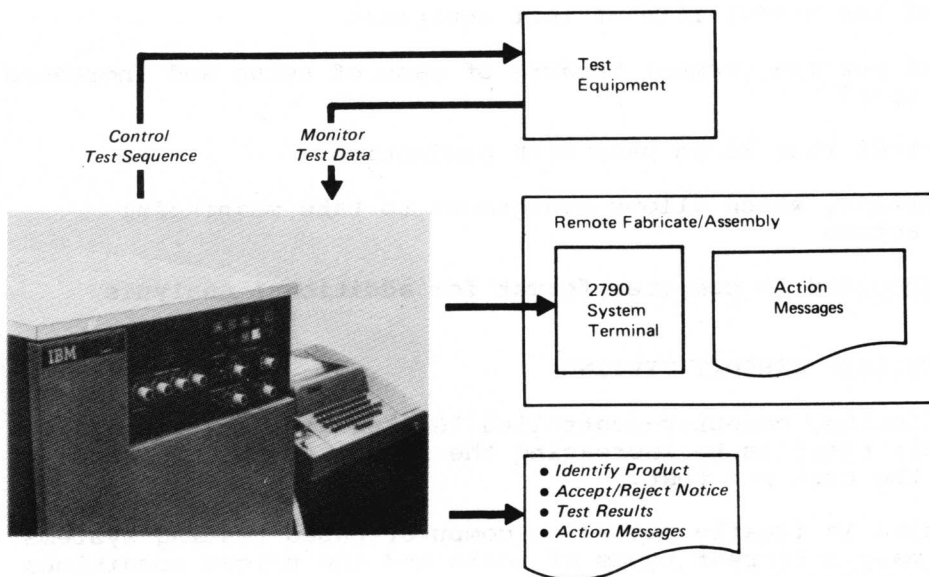 Test
Equipment
Control
Test Sequence
Monitor
Test Data
Remote Fabricate/Assembly
2790
System
Terminal
Action
Messages
IBM
● Identify Product
● Accept/Reject Notice
● Test Results
● Action Messages